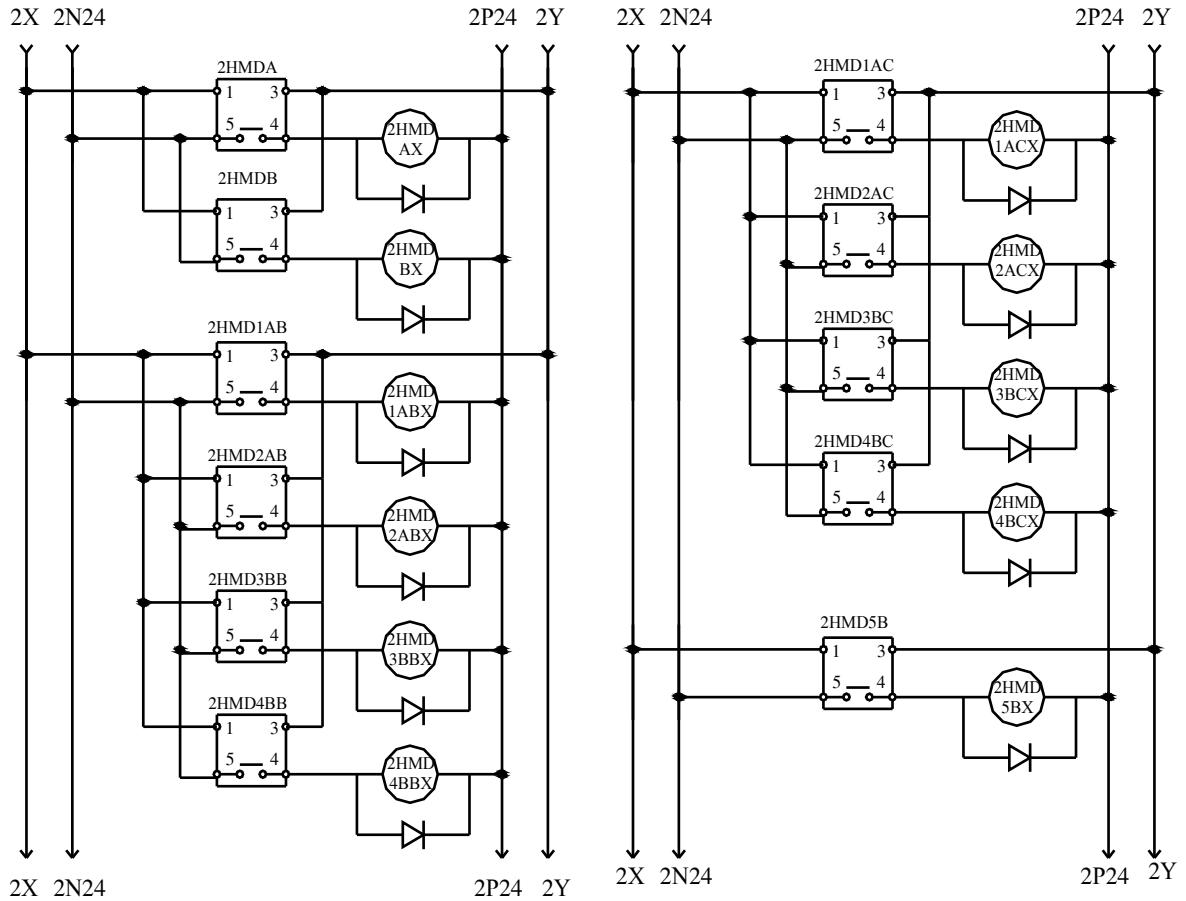 2X 2N24 2P24 2Y
2HMDA
1 3
5 4
2HMD
AX
2HMDB
1 3
5 4
2HMD
BX
2HMD1AB
1 3
5 4
2HMD
1ABX
2HMD2AB
1 3
5 4
2HMD
2ABX
2HMD3BB
1 3
5 4
2HMD
3BBX
2HMD4BB
1 3
5 4
2HMD
4BBX
2X 2N24 2P24 2Y
2X 2N24 2P24 2Y
2HMD1AC
1 3
5 4
2HMD
1ACX
2HMD2AC
1 3
5 4
2HMD
2ACX
2HMD3BC
1 3
5 4
2HMD
3BCX
2HMD4BC
1 3
5 4
2HMD
4BCX
2HMD5B
1 3
5 4
2HMD
5BX
2X 2N24 2P24 2Y